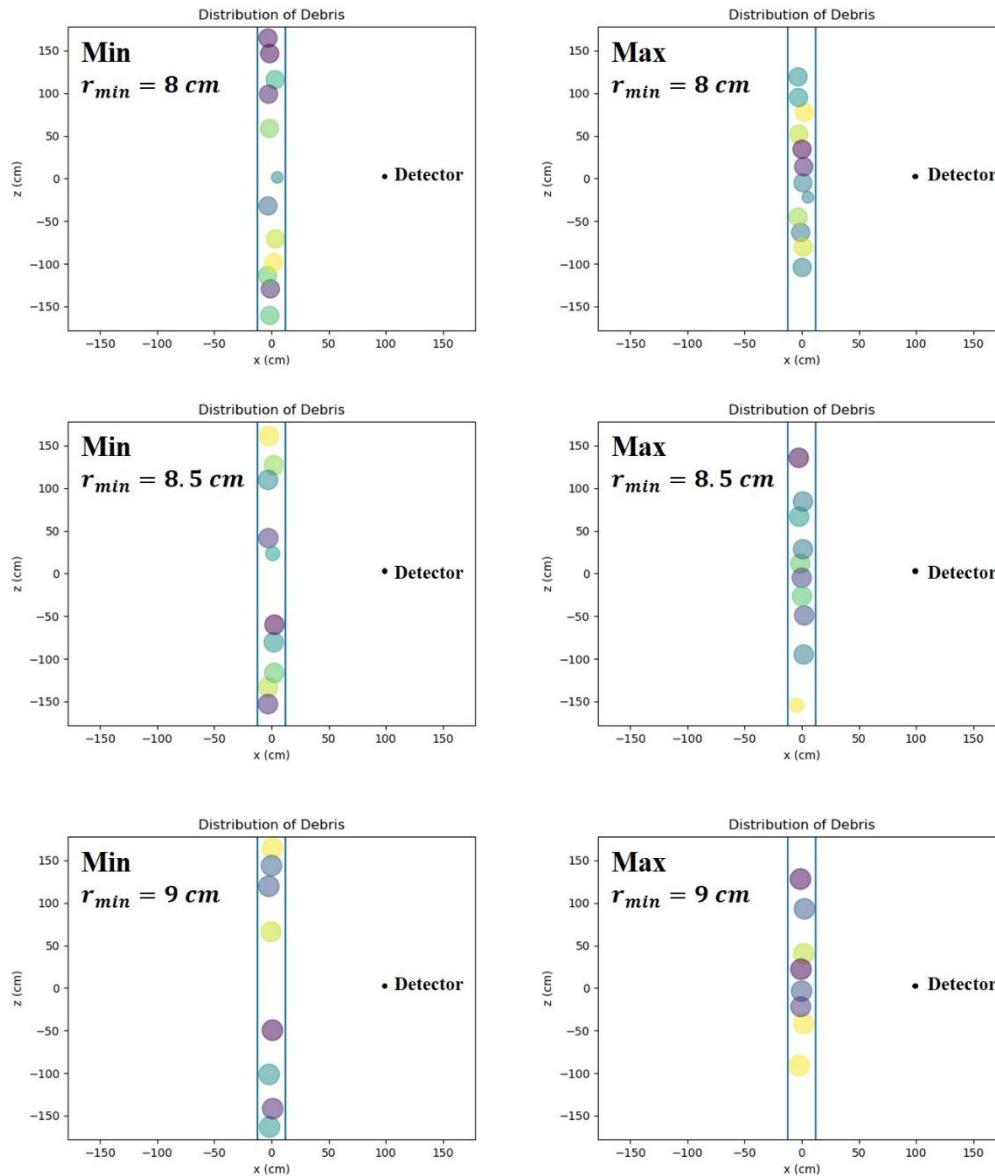 Distribution of Debris
Min
r_min = 8 cm
Detector
z (cm)
150
100
50
0
−50
−100
−150
−150 −100 −50 0 50 100 150
x (cm)
Distribution of Debris
Max
r_min = 8 cm
Detector
z (cm)
150
100
50
0
−50
−100
−150
−150 −100 −50 0 50 100 150
x (cm)
Distribution of Debris
Min
r_min = 8.5 cm
Detector
z (cm)
150
100
50
0
−50
−100
−150
−150 −100 −50 0 50 100 150
x (cm)
Distribution of Debris
Max
r_min = 8.5 cm
Detector
z (cm)
150
100
50
0
−50
−100
−150
−150 −100 −50 0 50 100 150
x (cm)
Distribution of Debris
Min
r_min = 9 cm
Detector
z (cm)
150
100
50
0
−50
−100
−150
−150 −100 −50 0 50 100 150
x (cm)
Distribution of Debris
Max
r_min = 9 cm
Detector
z (cm)
150
100
50
0
−50
−100
−150
−150 −100 −50 0 50 100 150
x (cm)